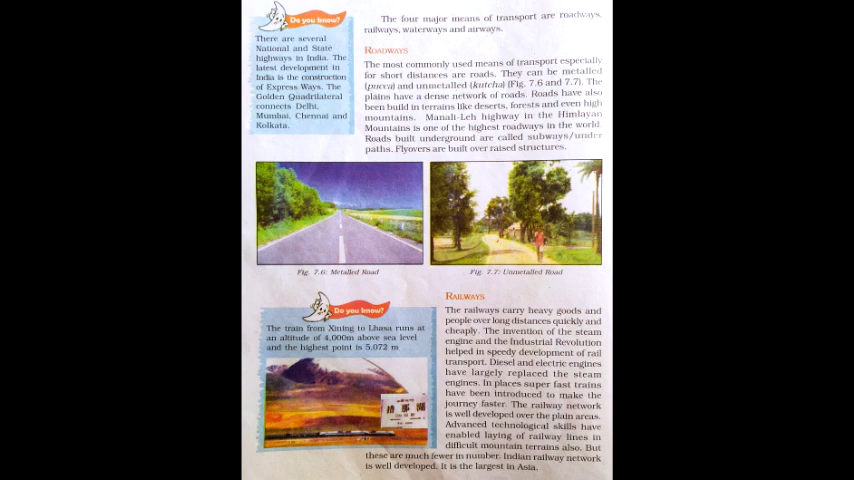 Do you know?
There are several
National and State
highways in India. The
latest development in
India is the construction
of Express Ways. The
Golden Quadrilateral
connects Delhi,
Mumbai, Chennai and
Kolkata.
The four major means of transport are roadways,
railways, waterways and airways.
ROADWAYS
The most commonly used means of transport especially
for short distances are roads. They can be metalled
(pucca) and unmetalled (kutcha) (Fig. 7.6 and 7.7). The
plains have a dense network of roads. Roads have also
been build in terrains like deserts, forests and even high
mountains. Manali-Leh highway in the Himlayan
Mountains is one of the highest roadways in the world.
Roads built underground are called subways/under
paths. Flyovers are built over raised structures.
Fig. 7.6: Metalled Road
Fig. 7.7: Unmetalled Road
Do you know?
The train from Xining to Lhasa runs at
an altitude of 4,000m above sea level
and the highest point is 5,072 m
RAILWAYS
The railways carry heavy goods and
people over long distances quickly and
cheaply. The invention of the steam
engine and the Industrial Revolution
helped in speedy development of rail
transport. Diesel and electric engines
have largely replaced the steam
engines. In places super fast trains
have been introduced to make the
journey faster. The railway network
is well developed over the plain areas.
Advanced technological skills have
enabled laying of railway lines in
difficult mountain terrains also. But
these are much fewer in number. Indian railway network
is well developed. It is the largest in Asia.